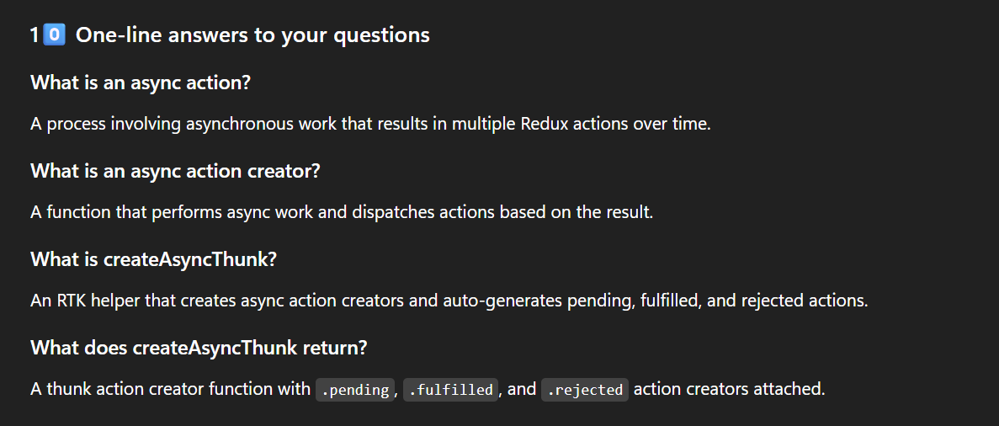 1🔟 One-line answers to your questions
What is an async action?
A process involving asynchronous work that results in multiple Redux actions over time.
What is an async action creator?
A function that performs async work and dispatches actions based on the result.
What is createAsyncThunk?
An RTK helper that creates async action creators and auto-generates pending, fulfilled, and rejected actions.
What does createAsyncThunk return?
A thunk action creator function with .pending, .fulfilled, and .rejected action creators attached.